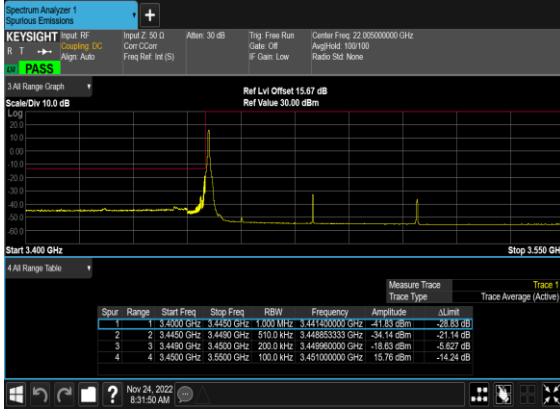 Spectrum Analyzer 1
Spurious Emissions
+
KEYSIGHT Input: RF Input Z: 50 Ω Atten: 30 dB Trig: Free Run Center Freq: 22.005000000 GHz
R T Coupling: DC Corr CCorr Gate: Off Avg|Hold: 100/100
Align: Auto Freq Ref: Int (S) IF Gain: Low Radio Std: None
PASS
3 All Range Graph
Ref Lvl Offset 15.67 dB
Scale/Div 10.0 dB Ref Value 30.00 dBm
Log
20.0
10.0
0.00
-10.0
-20.0
-30.0
-40.0
-50.0
-60.0
Start 3.400 GHz Stop 3.550 GH
4 All Range Table
Measure Trace Trace 1
Trace Type Trace Average (Active)
Spur Range Start Freq Stop Freq RBW Frequency Amplitude ΔLimit
1 1 3.4000 GHz 3.4450 GHz 1.000 MHz 3.441400000 GHz -41.83 dBm -28.83 dB
2 2 3.4450 GHz 3.4490 GHz 510.0 kHz 3.448853333 GHz -34.14 dBm -21.14 dB
3 3 3.4490 GHz 3.4500 GHz 200.0 kHz 3.449960000 GHz -18.63 dBm -5.627 dB
4 4 3.4500 GHz 3.5500 GHz 100.0 kHz 3.451000000 GHz 15.76 dBm -14.24 dB
?
Nov 24, 2022
8:31:50 AM